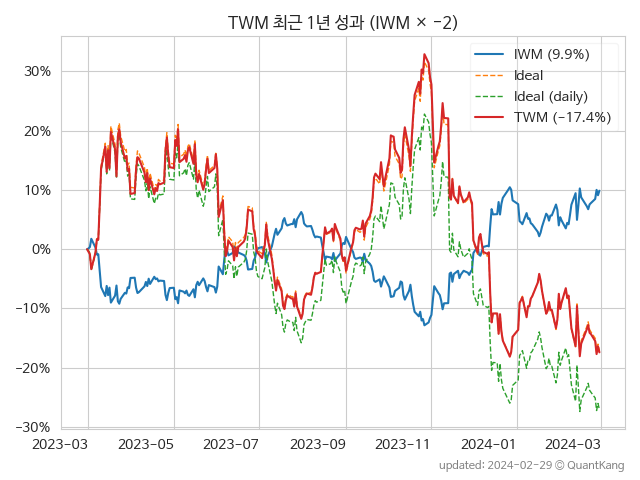 TWM 최근 1년 성과 (IWM × −2)
IWM (9.9%)
Ideal
Ideal (daily)
TWM (−17.4%)
30%
20%
10%
0%
−10%
−20%
−30%
2023−03 2023−05 2023−07 2023−09 2023−11 2024−01 2024−03
updated: 2024−02−29 © QuantKang